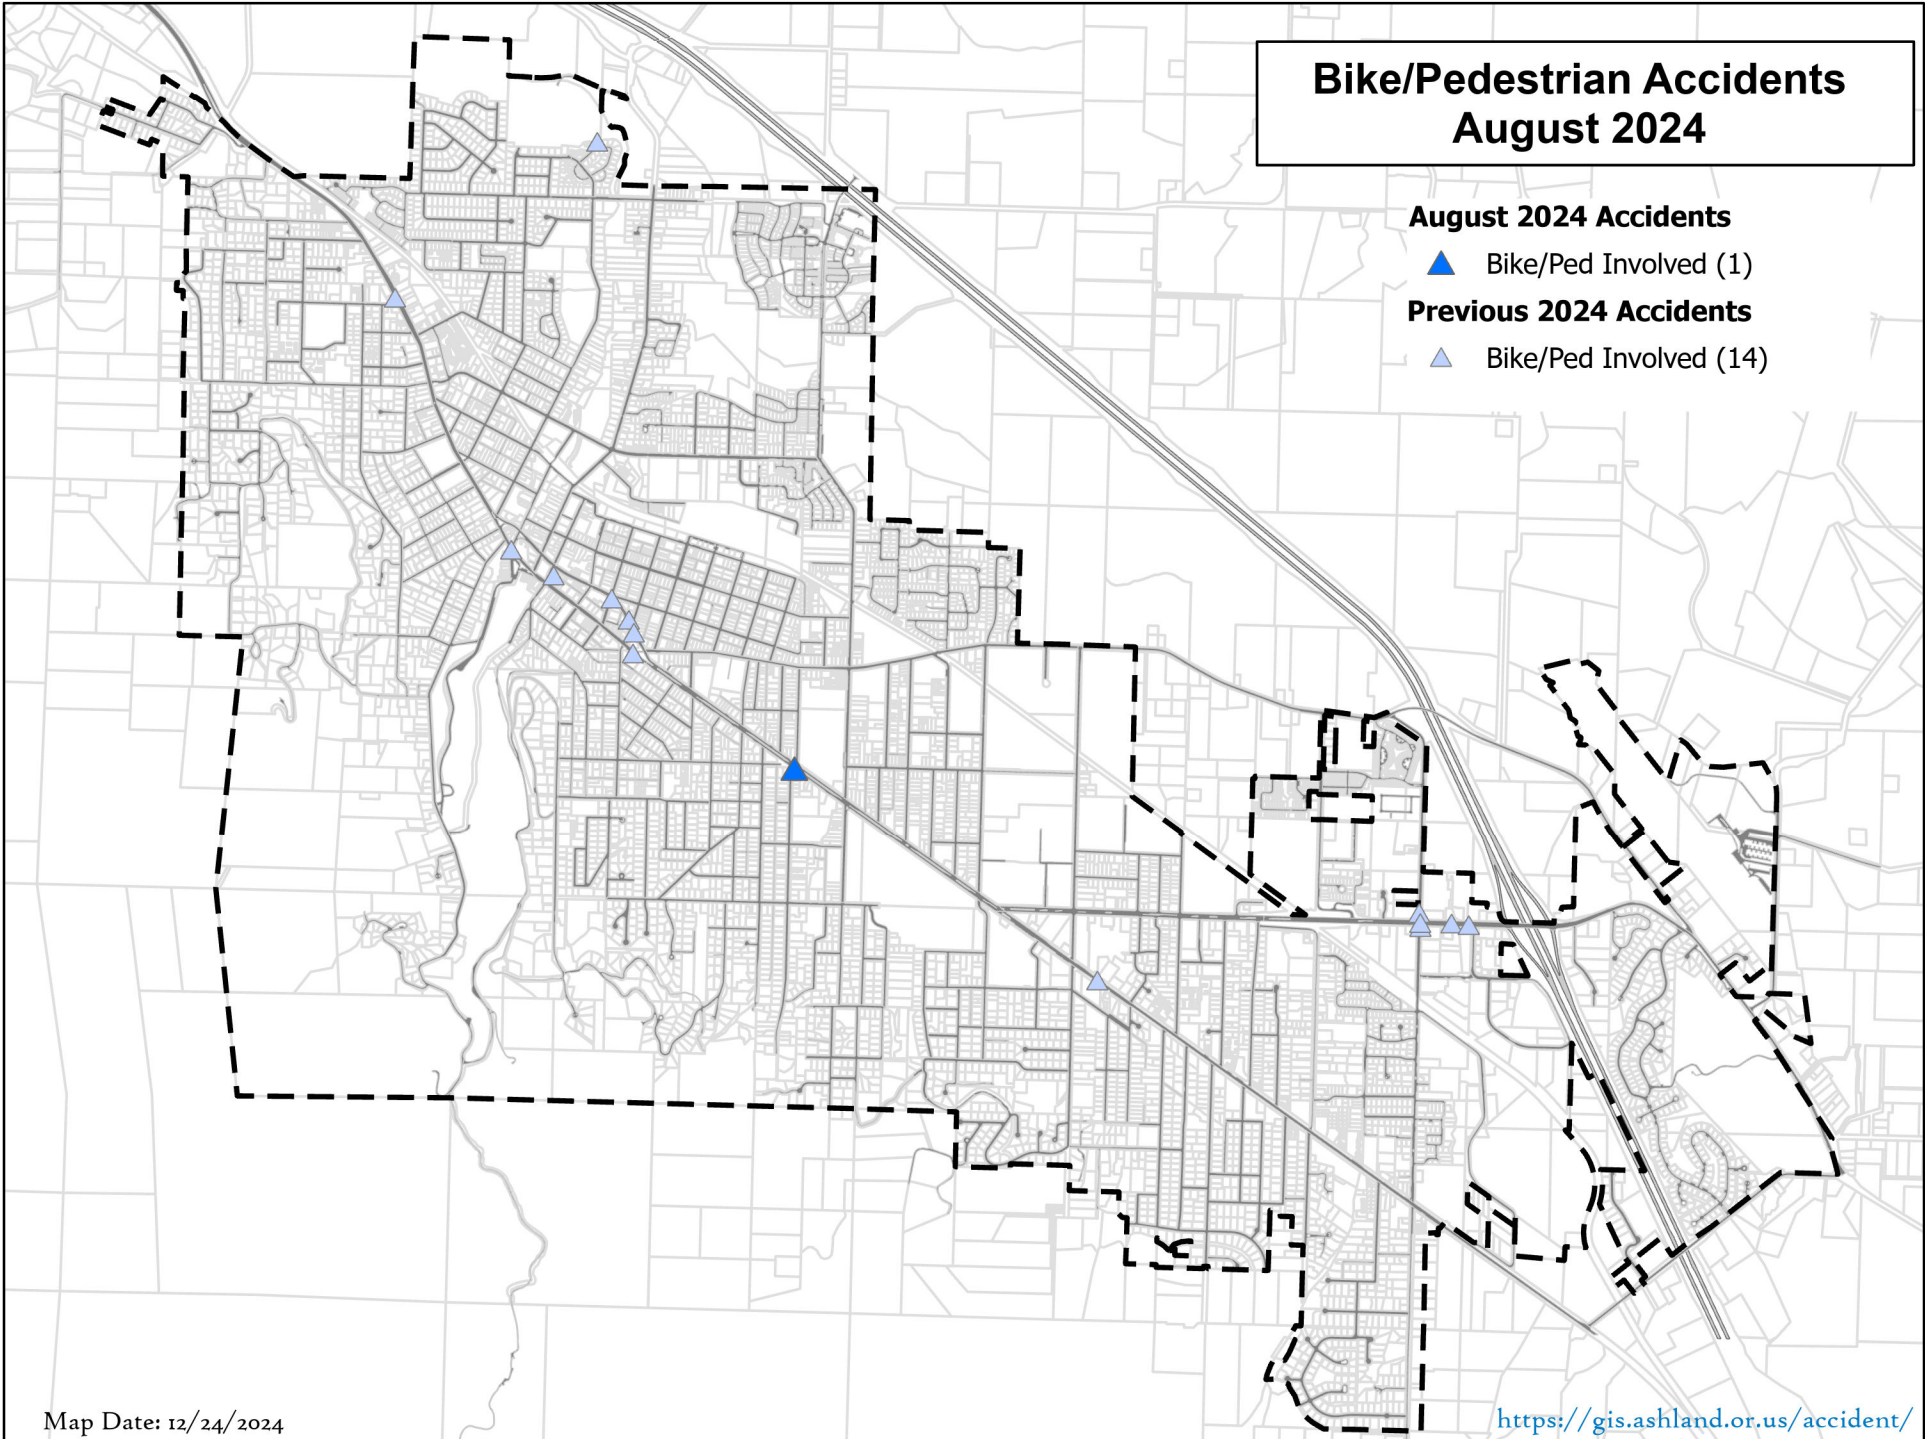 Bike/Pedestrian Accidents
August 2024
August 2024 Accidents
Bike/Ped Involved (1)
Previous 2024 Accidents
Bike/Ped Involved (14)
Map Date: 12/24/2024
https://gis.ashland.or.us/accident/